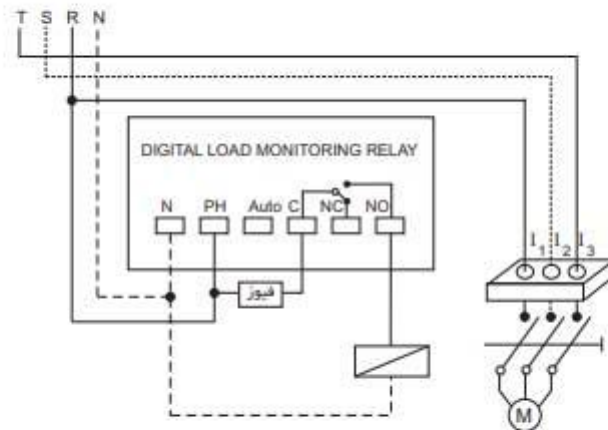 T S R N
DIGITAL LOAD MONITORING RELAY
N PH Auto C NC NO
I1 I2 I3
فیوز
M